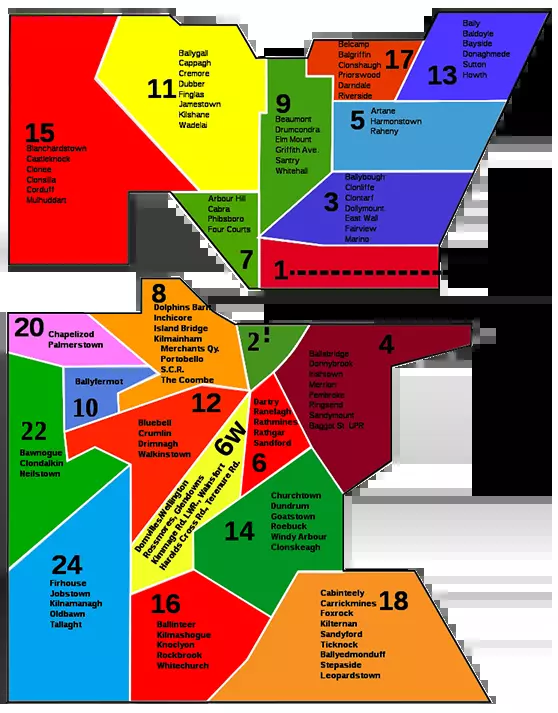 15
Blanchardstown
Castleknock
Clonee
Clonsilla
Corduff
Mulhuddart
11
Ballygall
Cappagh
Cremore
Dubber
Finglas
Jamestown
Kilshane
Wadelai
9
Beaumont
Drumcondra
Elm Mount
Griffith Ave.
Santry
Whitehall
17
Belcamp
Balgriffin
Clonshaugh
Priorswood
Darndale
Riverside
13
Baily
Baldoyle
Bayside
Donaghmede
Sutton
Howth
5
Artane
Harmonstown
Raheny
3
Ballybough
Clonliffe
Clontarf
Dollymount
East Wall
Fairview
Marino
7
Arbour Hill
Cabra
Phibsboro
Four Courts
1
8
Dolphins Barn
Inchicore
Island Bridge
Kilmainham
Merchants Qy.
Portobello
S.C.R.
The Coombe
20
Chapelizod
Palmerstown
2
4
Ballsbridge
Donnybrook
Irishtown
Merrion
Pembroke
Ringsend
Sandymount
Baggot St. UPR
22
Bawnogue
Clondalkin
Neilstown
Ballyfermot
10
12
Bluebell
Crumlin
Drimnagh
Walkinstown
6W
Domvilles/Wellington
Rossmores, Glendowns
Kimmage Rd. LWR., Wainsfort
Harolds Cross Rd., Terenure Rd.
Dartry
Ranelagh
Rathmines
Rathgar
Sandford
6
14
Churchtown
Dundrum
Goatstown
Roebuck
Windy Arbour
Clonskeagh
24
Firhouse
Jobstown
Kilnamanagh
Oldbawn
Tallaght
16
Ballinteer
Kilmashogue
Knoclyon
Rockbrook
Whitechurch
18
Cabinteely
Carrickmines
Foxrock
Kilternan
Sandyford
Ticknock
Ballyedmonduff
Stepaside
Leopardstown